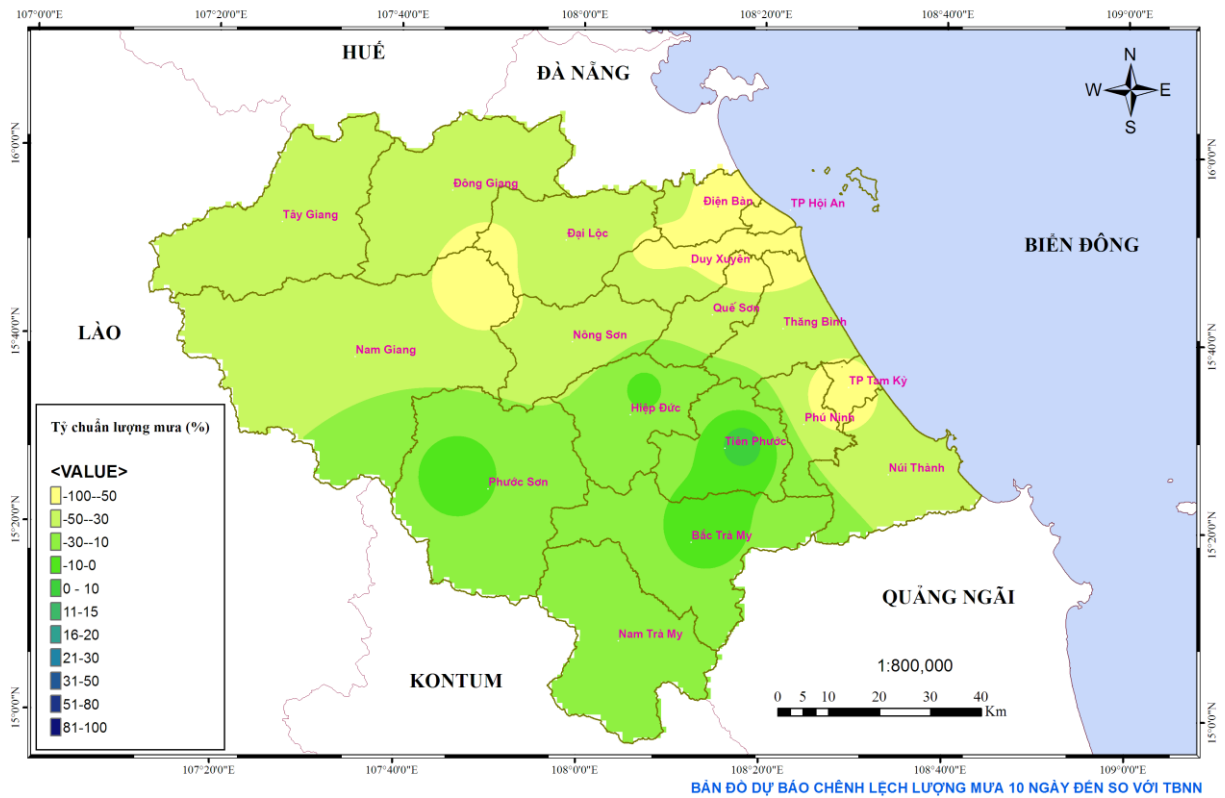 107°0'0"E 107°20'0"E 107°40'0"E 108°0'0"E 108°20'0"E 108°40'0"E 109°0'0"E
HUẾ
ĐÀ NẴNG
N
W E
S
16°0'0"N
16°0'0"N
Đông Giang
Điện Bàn
TP Hội An
Tây Giang
Đại Lộc
BIỂN ĐÔNG
Duy Xuyên
Quế Sơn
Thăng Bình
LÀO
15°40'0"N
Nông Sơn
15°40'0"N
Nam Giang
TP Tam Kỳ
Hiệp Đức
Phú Ninh
Tỷ chuẩn lượng mưa (%)
Tiên Phước
Núi Thành
<VALUE>
-100--50
-50--30
-30--10
-10-0
0 - 10
11-15
16-20
21-30
31-50
51-80
81-100
Phước Sơn
15°20'0"N
Bắc Trà My
15°20'0"N
QUẢNG NGÃI
Nam Trà My
1:800,000
KONTUM
0 5 10 20 30 40
Km
15°0'0"N
15°0'0"N
107°20'0"E 107°40'0"E 108°0'0"E 108°20'0"E 108°40'0"E 109°0'0"E
BẢN ĐỒ DỰ BÁO CHÊNH LỆCH LƯỢNG MƯA 10 NGÀY ĐẾN SO VỚI TBNN